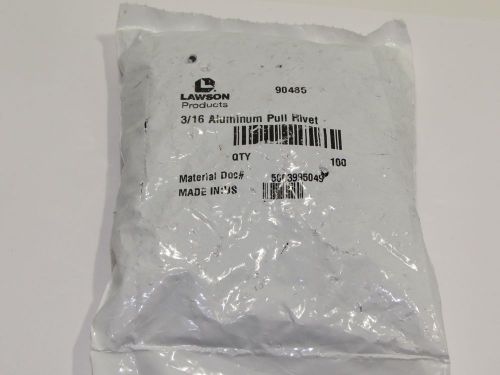 LAWSON 90485
Products
3/16 Aluminum Pull Rivet
QTY 100
Material Doc#
MADE IN:US